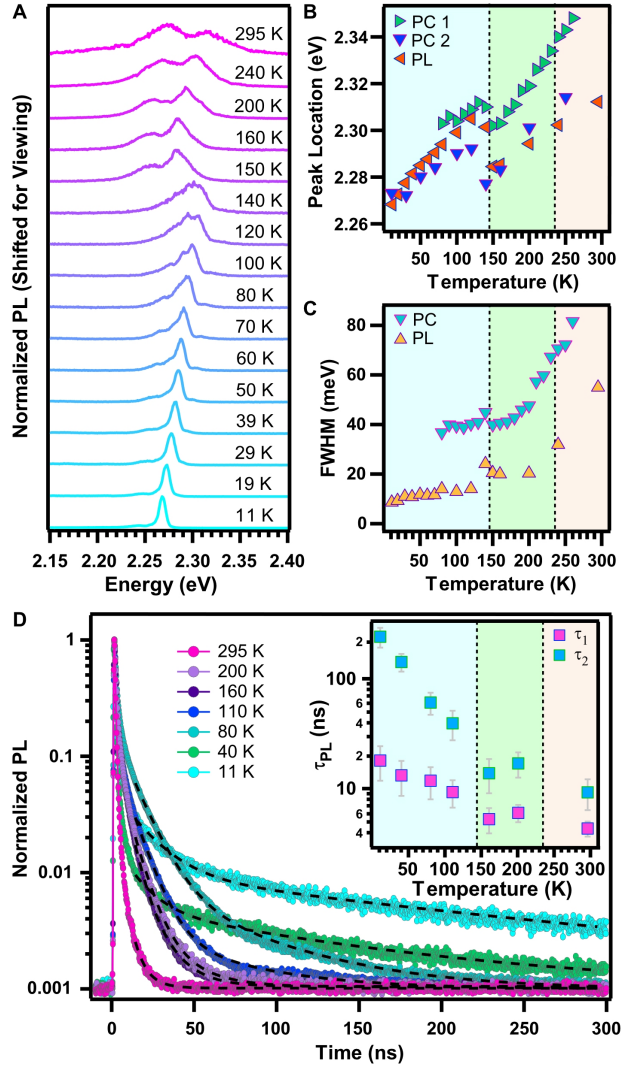 A
Normalized PL (Shifted for Viewing)
295 K
240 K
200 K
160 K
150 K
140 K
120 K
100 K
80 K
70 K
60 K
50 K
39 K
29 K
19 K
11 K
2.15 2.20 2.25 2.30 2.35 2.40
Energy (eV)
B
Peak Location (eV)
PC 1
PC 2
PL
2.34
2.32
2.30
2.28
2.26
50 100 150 200 250 300
Temperature (K)
C
FWHM (meV)
PC
PL
80
60
40
20
0
50 100 150 200 250 300
Temperature (K)
D
Normalized PL
1
0.1
0.01
0.001
295 K
200 K
160 K
110 K
80 K
40 K
11 K
0 50 100 150 200 250 300
Time (ns)
τPL (ns)
τ1
τ2
2
100
6
4
2
10
6
4
50 100 150 200 250 300
Temperature (K)